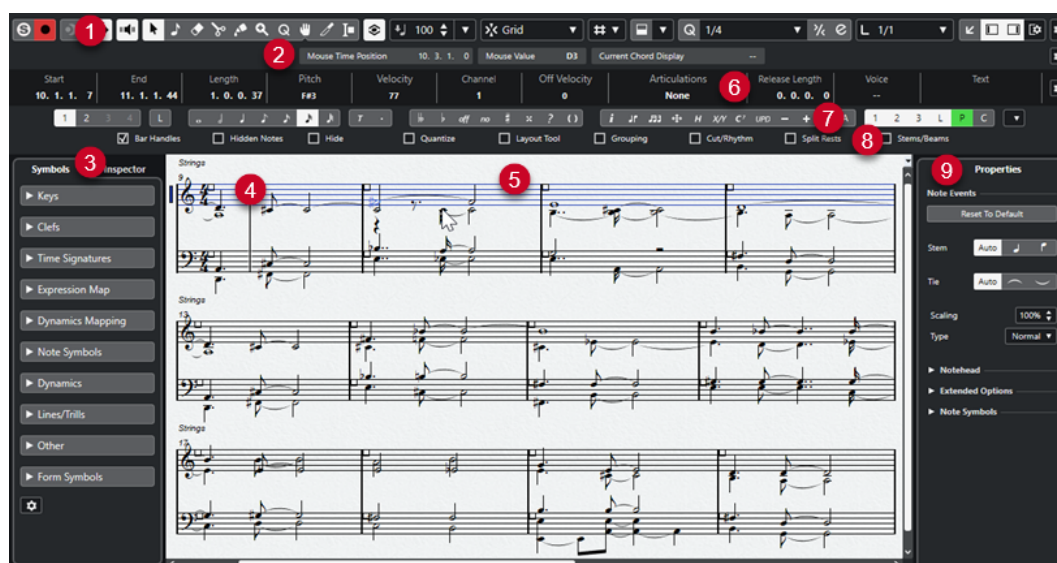 S 1 100 Grid Q 1/4 L 1/1
2 Mouse Time Position 10. 3. 1. 0 Mouse Value D3 Current Chord Display --
Start End Length Pitch Velocity Channel Off Velocity Articulations Release Length Voice Text
10. 1. 1. 7 11. 1. 1. 44 1. 0. 0. 37 F#3 77 1 0 None 6 0. 0. 0. 0 --
1 2 3 4 L T . off no x ? ( ) i H X/Y C7 UPD - + 7 A 1 2 3 L P C
Bar Handles Hidden Notes Hide Quantize Layout Tool Grouping Cut/Rhythm Split Rests 8 Stems/Beams
3
Symbols Inspector
Keys
Clefs
Time Signatures
Expression Map
Dynamics Mapping
Note Symbols
Dynamics
Lines/Trills
Other
Form Symbols
Strings
9
4 5
Strings
13
Strings
17
9 Properties
Note Events
Reset To Default
Stem Auto
Tie Auto
Scaling 100%
Type Normal
Notehead
Extended Options
Note Symbols